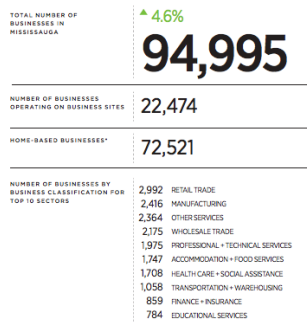 TOTAL NUMBER OF
BUSINESSES IN
MISSISSAUGA
4.6%
94,995
NUMBER OF BUSINESSES
OPERATING ON BUSINESS SITES
22,474
HOME-BASED BUSINESSES*
72,521
NUMBER OF BUSINESSES BY
BUSINESS CLASSIFICATION FOR
TOP 10 SECTORS
2,992 RETAIL TRADE
2,416 MANUFACTURING
2,364 OTHER SERVICES
2,175 WHOLESALE TRADE
1,975 PROFESSIONAL + TECHNICAL SERVICES
1,747 ACCOMMODATION + FOOD SERVICES
1,708 HEALTH CARE + SOCIAL ASSISTANCE
1,058 TRANSPORTATION + WAREHOUSING
859 FINANCE + INSURANCE
784 EDUCATIONAL SERVICES